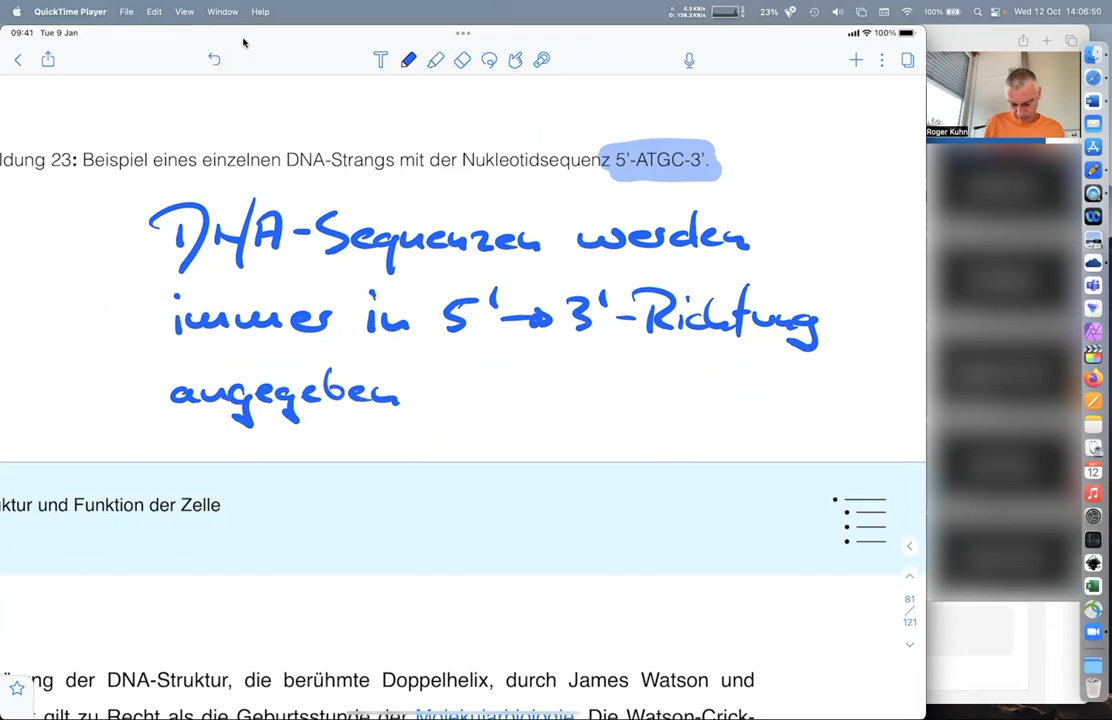 QuickTime Player File Edit View Window Help
23% 100% Wed 12 Oct 14:06:50
09:41 Tue 9 Jan
100%
Roger Kuhn
ldung 23: Beispiel eines einzelnen DNA-Strangs mit der Nukleotidsequenz 5'-ATGC-3'.
DNA-Sequenzen werden
immer in 5' → 3'-Richtung
angegeben
ktur und Funktion der Zelle
81
121
ng der DNA-Struktur, die berühmte Doppelhelix, durch James Watson und
gilt zu Recht als die Geburtsstunde der Molekularbiologie. Die Watson-Crick-